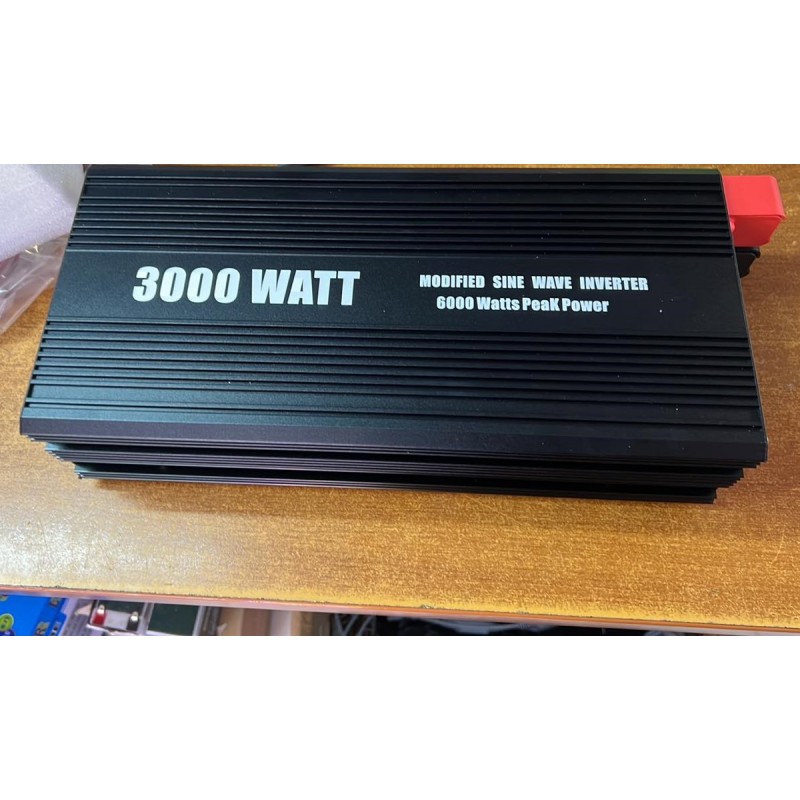 3000 WATT
MODIFIED SINE WAVE INVERTER
6000 Watts PeaK Power